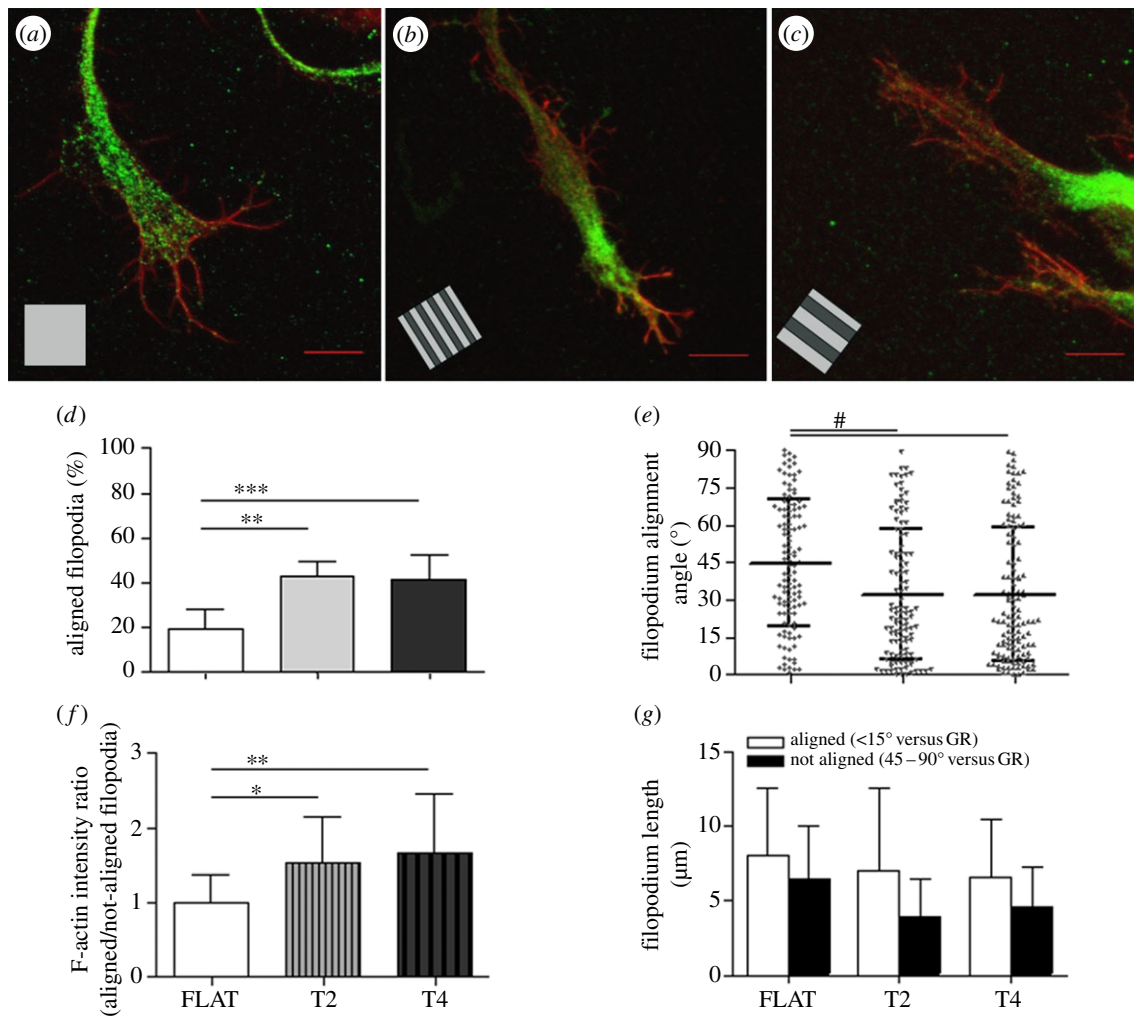 (a)
(b)
(c)
(d)
aligned filopodia (%)
100
80
60
40
20
0
***
**
(e)
filopodium alignment
angle (°)
90
75
60
45
30
15
0
#
(f)
F-actin intensity ratio
(aligned/not-aligned filopodia)
3
2
1
0
**
*
FLAT
T2
T4
(g)
filopodium length
(µm)
15
10
5
0
aligned (<15° versus GR)
not aligned (45–90° versus GR)
FLAT
T2
T4